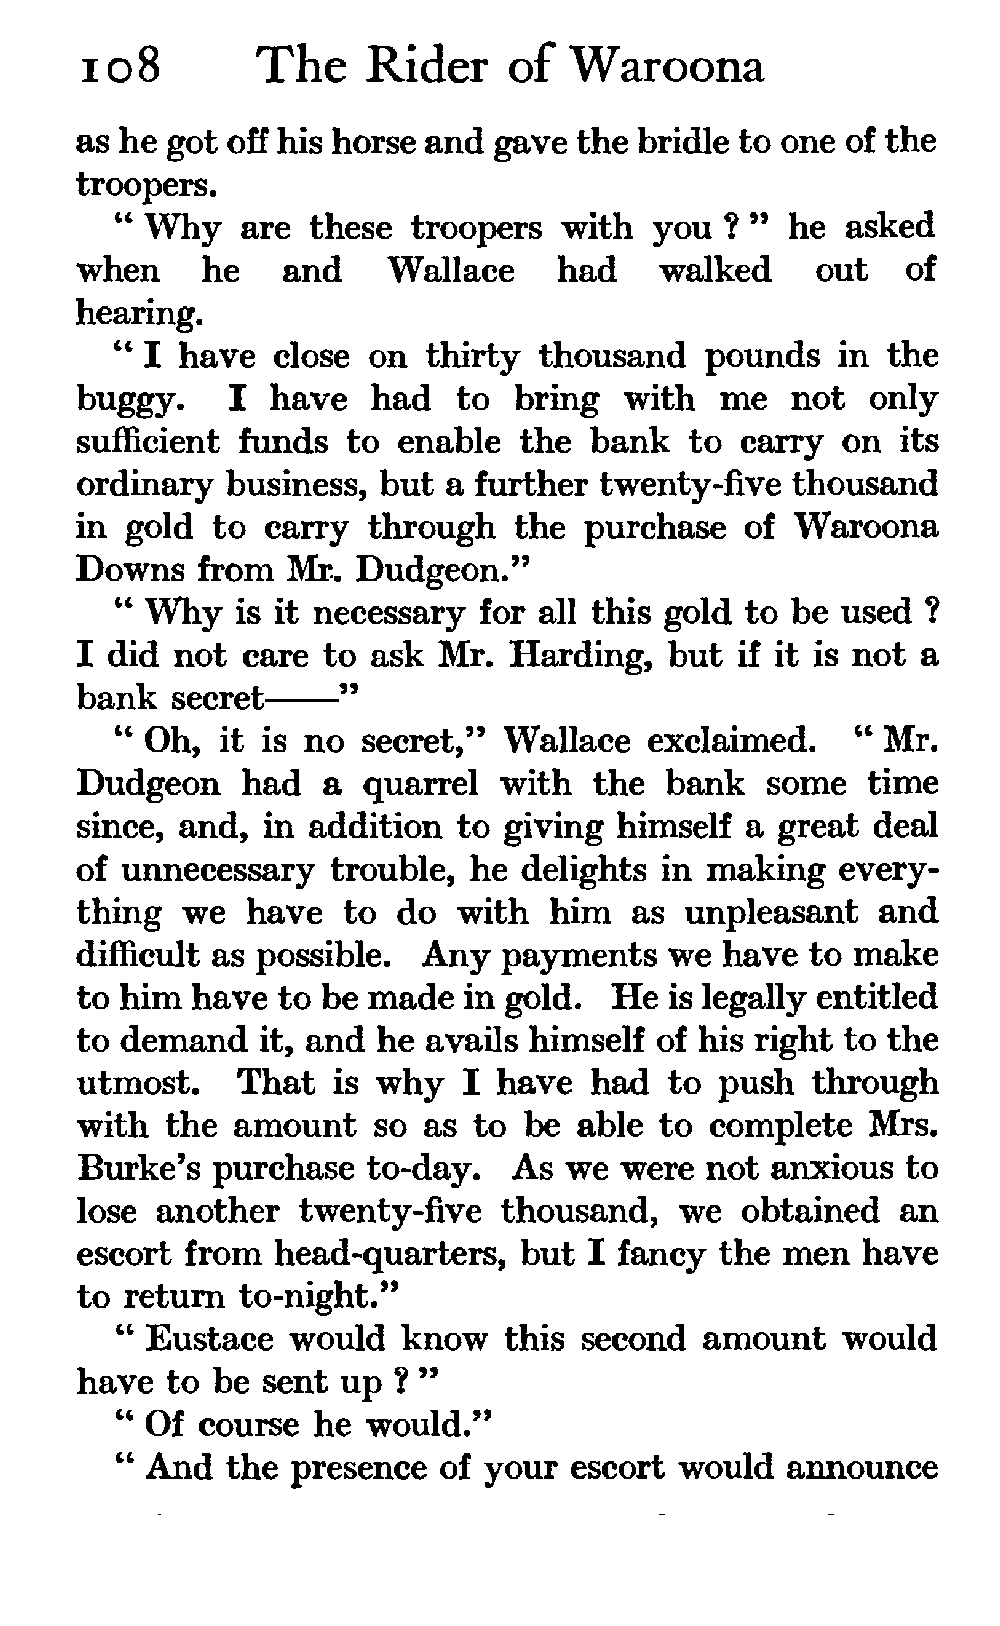 108 The Rider of Waroona
as he got off his horse and gave the bridle to one of the
troopers.
“ Why are these troopers with you ? ” he asked
when he and Wallace had walked out of
hearing.
“ I have close on thirty thousand pounds in the
buggy. I have had to bring with me not only
sufficient funds to enable the bank to carry on its
ordinary business, but a further twenty-five thousand
in gold to carry through the purchase of Waroona
Downs from Mr. Dudgeon.”
“ Why is it necessary for all this gold to be used ?
I did not care to ask Mr. Harding, but if it is not a
bank secret——”
“ Oh, it is no secret,” Wallace exclaimed. “ Mr.
Dudgeon had a quarrel with the bank some time
since, and, in addition to giving himself a great deal
of unnecessary trouble, he delights in making every-
thing we have to do with him as unpleasant and
difficult as possible. Any payments we have to make
to him have to be made in gold. He is legally entitled
to demand it, and he avails himself of his right to the
utmost. That is why I have had to push through
with the amount so as to be able to complete Mrs.
Burke’s purchase to-day. As we were not anxious to
lose another twenty-five thousand, we obtained an
escort from head-quarters, but I fancy the men have
to return to-night.”
“ Eustace would know this second amount would
have to be sent up ? ”
“ Of course he would.”
“ And the presence of your escort would announce